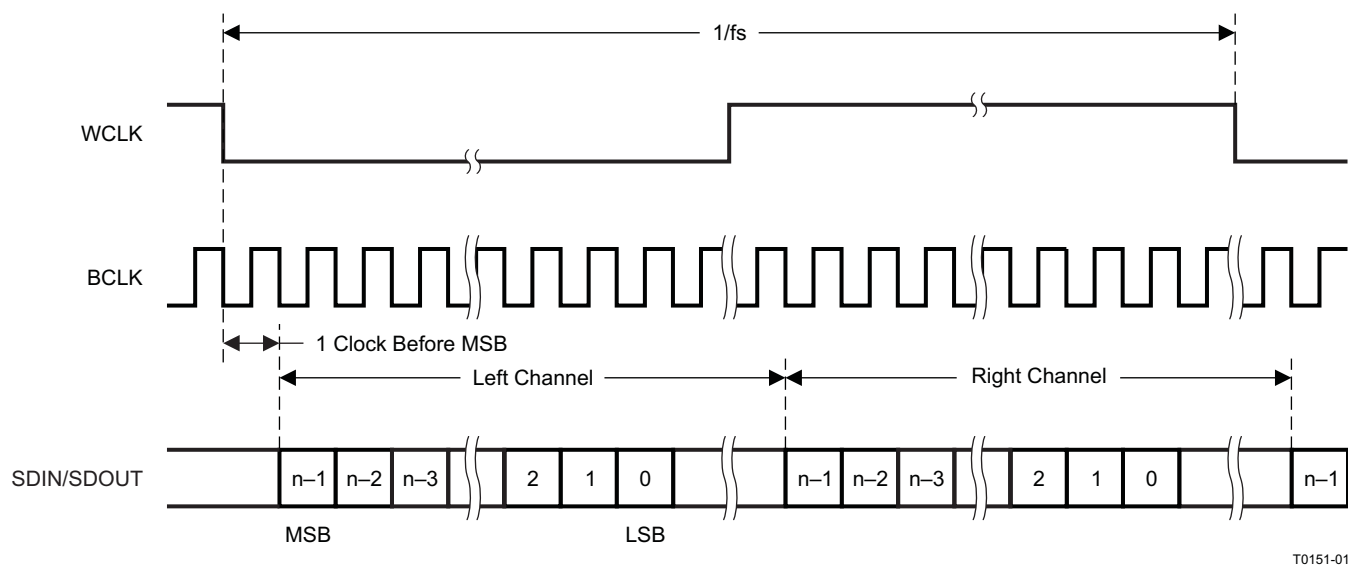 1/fs
WCLK
BCLK
1 Clock Before MSB
Left Channel
Right Channel
SDIN/SDOUT
n–1 n–2 n–3 2 1 0 n–1 n–2 n–3 2 1 0 n–1
MSB LSB
T0151-01